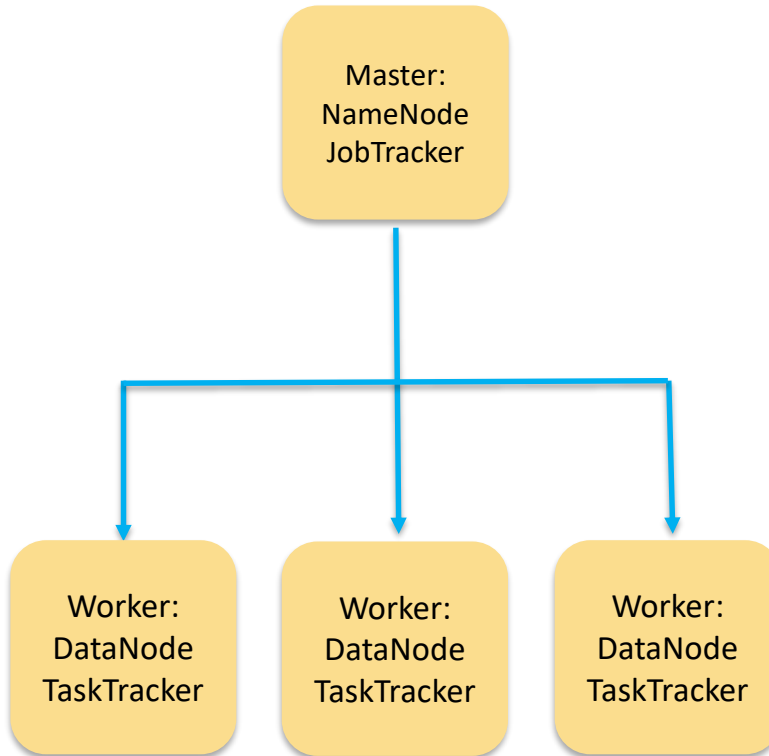 Master:
NameNode
JobTracker
Worker:
DataNode
TaskTracker
Worker:
DataNode
TaskTracker
Worker:
DataNode
TaskTracker